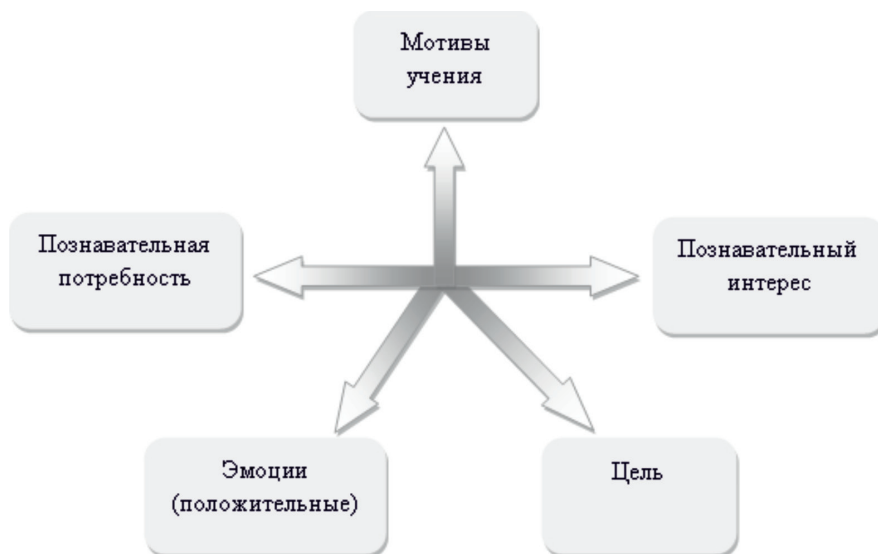 Мотивы
учения
Познавательная
потребность
Познавательный
интерес
Эмоции
(положительные)
Цель